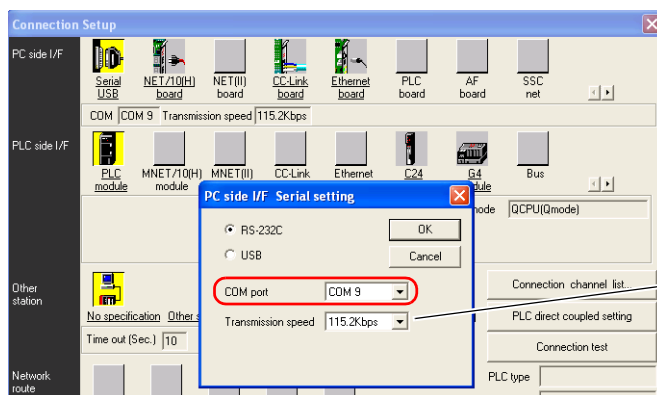 Connection Setup
PC side I/F
Serial USB
NET/10(H) board
NET(II) board
CC-Link board
Ethernet board
PLC board
AF board
SSC net
COM COM 9 Transmission speed 115.2Kbps
PLC side I/F
PLC module
MNET/10(H) module
MNET(II)
CC-Link
Ethernet
C24
G4
Bus
PC side I/F Serial setting
QCPU(Qmode)
RS-232C
OK
USB
Cancel
COM port
COM 9
Transmission speed
115.2Kbps
Other station
No specification
Other
Time out (Sec.) 10
Connection channel list...
PLC direct coupled setting
Connection test
Network route
PLC type